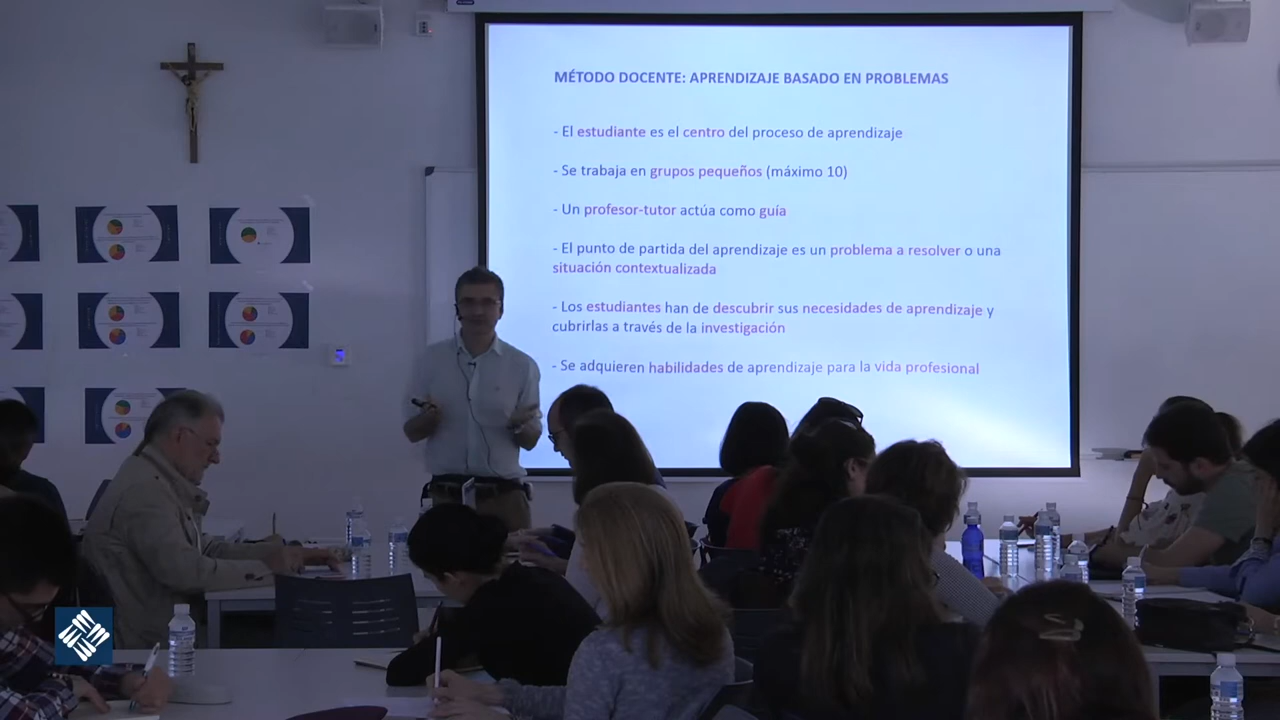 MÉTODO DOCENTE: APRENDIZAJE BASADO EN PROBLEMAS
- El estudiante es el centro del proceso de aprendizaje
- Se trabaja en grupos pequeños (máximo 10)
- Un profesor-tutor actúa como guía
- El punto de partida del aprendizaje es un problema a resolver o una
situación contextualizada
- Los estudiantes han de descubrir sus necesidades de aprendizaje y
cubrirlas a través de la investigación
- Se adquieren habilidades de aprendizaje para la vida profesional